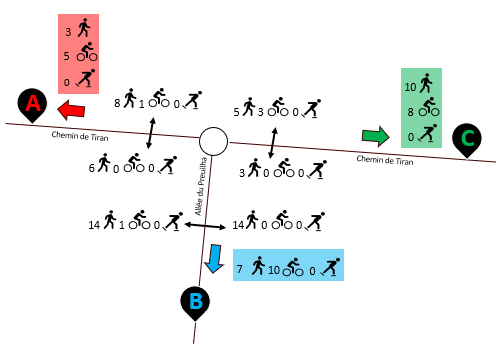 3
5
0
A
8 1 0
5 3 0
10
8
0
C
Chemin de Tiran
Chemin de Tiran
6 0 0
3 0 0
Allée du Preuilha
14 1 0
14 0 0
7 10 0
B